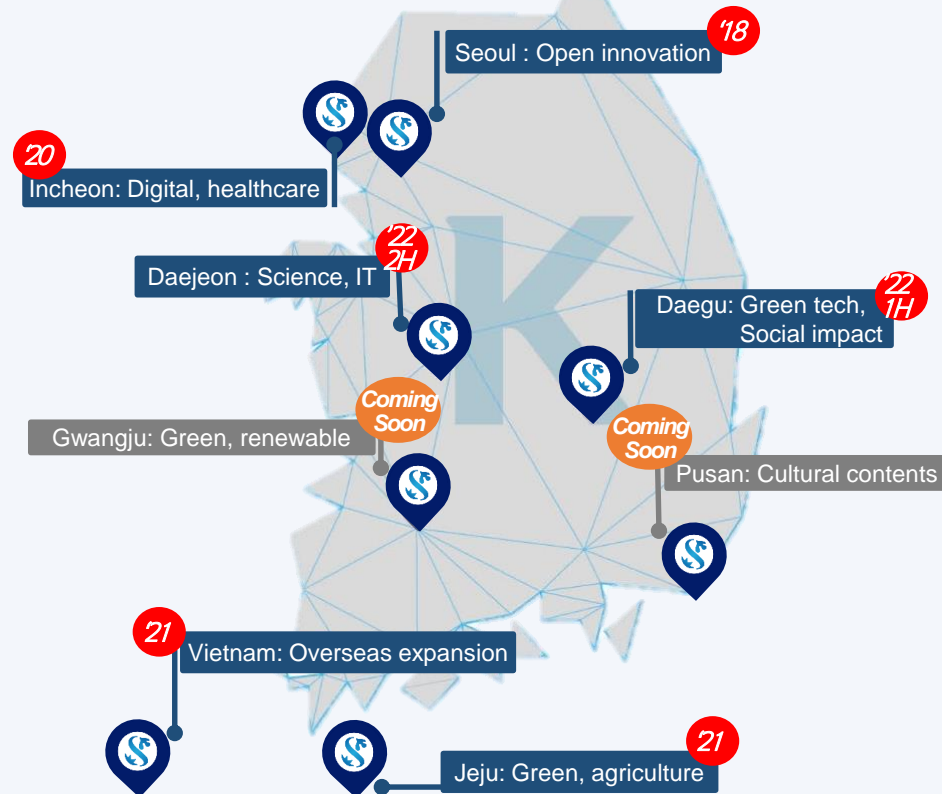 '18
Seoul : Open innovation
'20
Incheon: Digital, healthcare
'22
2H
Daejeon : Science, IT
'22
1H
Daegu: Green tech,
Social impact
Coming
Soon
Gwangju: Green, renewable
Coming
Soon
Pusan: Cultural contents
K
'21
Vietnam: Overseas expansion
'21
Jeju: Green, agriculture